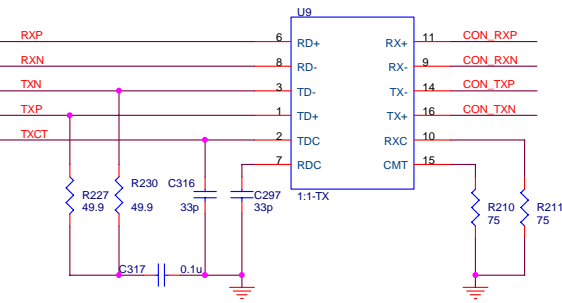 U9
RXP 6 RD+ RX+ 11 CON_RXP
RXN 8 RD- RX- 9 CON_RXN
TXN 3 TD- TX- 14 CON_TXP
TXP 1 TD+ TX+ 16 CON_TXN
TXCT 2 TDC RXC 10
7 RDC CMT 15
1:1-TX
R227
49.9
R230
49.9
C316
33p
C297
33p
R210
75
R211
75
C317 0.1u